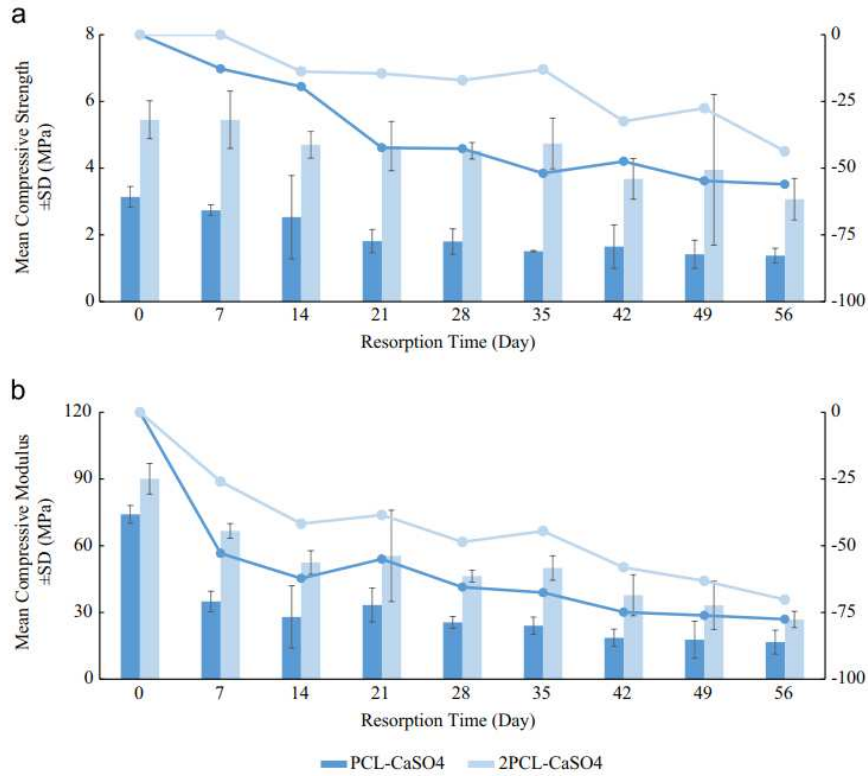 a
Mean Compressive Strength
±SD (MPa)
8
6
4
2
0
0
-25
-50
-75
-100
0 7 14 21 28 35 42 49 56
Resorption Time (Day)
b
Mean Compressive Modulus
±SD (MPa)
120
90
60
30
0
0
-25
-50
-75
-100
0 7 14 21 28 35 42 49 56
Resorption Time (Day)
PCL-CaSO4 2PCL-CaSO4